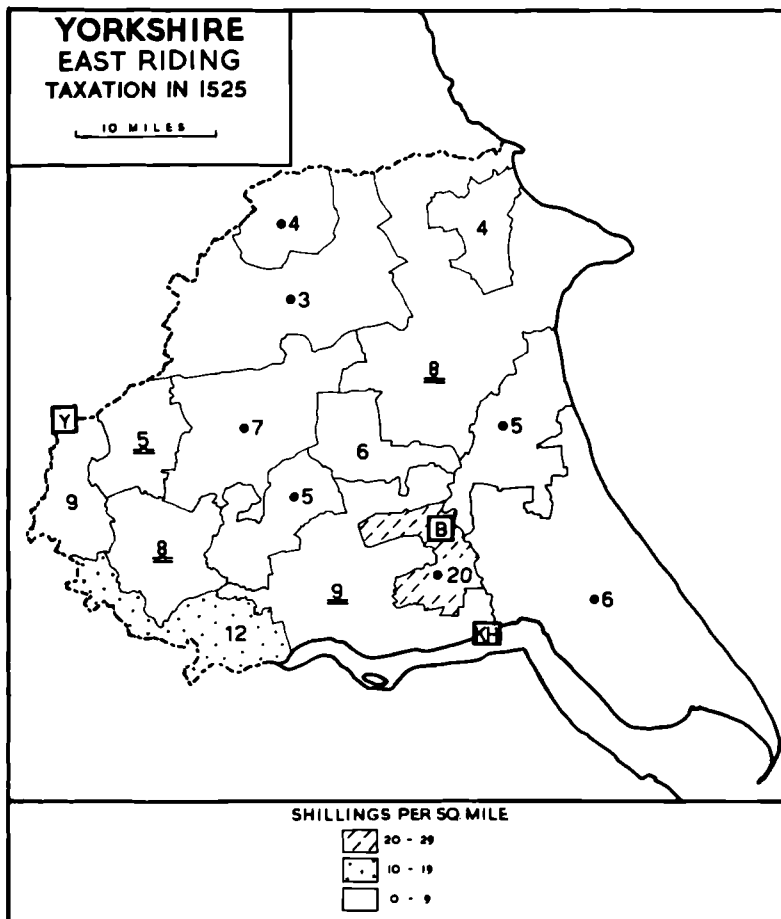 YORKSHIRE
EAST RIDING
TAXATION IN 1525
10 MILES
4
4
3
8
Y
5
7
6
5
9
5
8
B
9
20
6
12
KH
SHILLINGS PER SQ. MILE
20 - 29
10 - 19
0 - 9